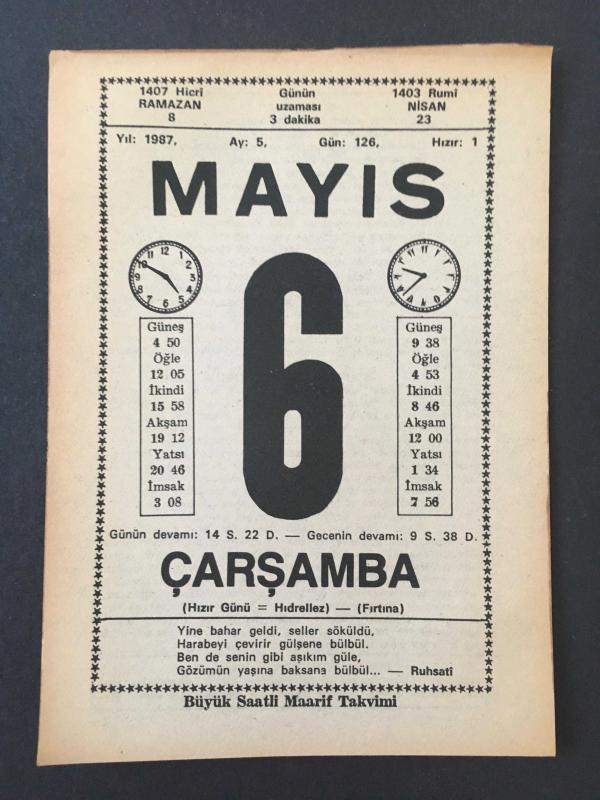 1407 Hicrî
RAMAZAN
8
Günün
uzaması
3 dakika
1403 Rumî
NİSAN
23
Yıl: 1987, Ay: 5, Gün: 126, Hızır: 1
MAYIS
6
Güneş
4 50
Öğle
12 05
İkindi
15 58
Akşam
19 12
Yatsı
20 46
İmsak
3 08
Güneş
9 38
Öğle
4 53
İkindi
8 46
Akşam
12 00
Yatsı
1 34
İmsak
7 56
Günün devamı: 14 S. 22 D. — Gecenin devamı: 9 S. 38 D.
ÇARŞAMBA
(Hızır Günü = Hıdrellez) — (Fırtına)
Yine bahar geldi, seller söküldü,
Harabeyi çevirir gülşene bülbül.
Ben de senin gibi aşıkım güle,
Gözümün yaşına baksana bülbül... — Ruhsatî
Büyük Saatli Maarif Takvimi